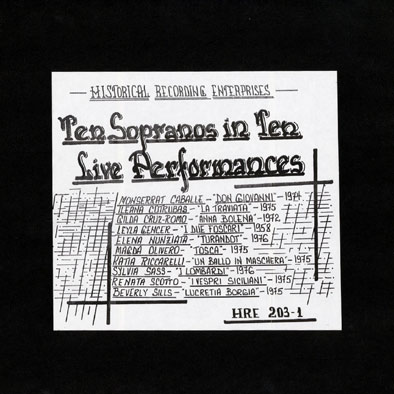 — HISTORICAL RECORDING ENTERPRISES —
Ten Sopranos in Ten
Live Performances
MONSERRAT CABALLE - "DON GIOVANNI" - 1974
ILEANA COTRUBAS - "LA TRAVIATA" - 1975
GILDA CRUZ-ROMO - "ANNA BOLENA" - 1972
LEYLA GENCER - "I DUE FOSCARI" - 1958
ELENA NUNZIATA - "TURANDOT" - 1976
MAGDA OLIVERO - "TOSCA" - 1975
KATIA RICCARELLI - "UN BALLO IN MASCHERA" - 1975
SYLVIA SASS - "I LOMBARDI" - 1976
RENATA SCOTTO - "I VESPRI SICILIANI" - 1975
BEVERLY SILLS - "LUCRETIA BORGIA" - 1975
HRE 203-1